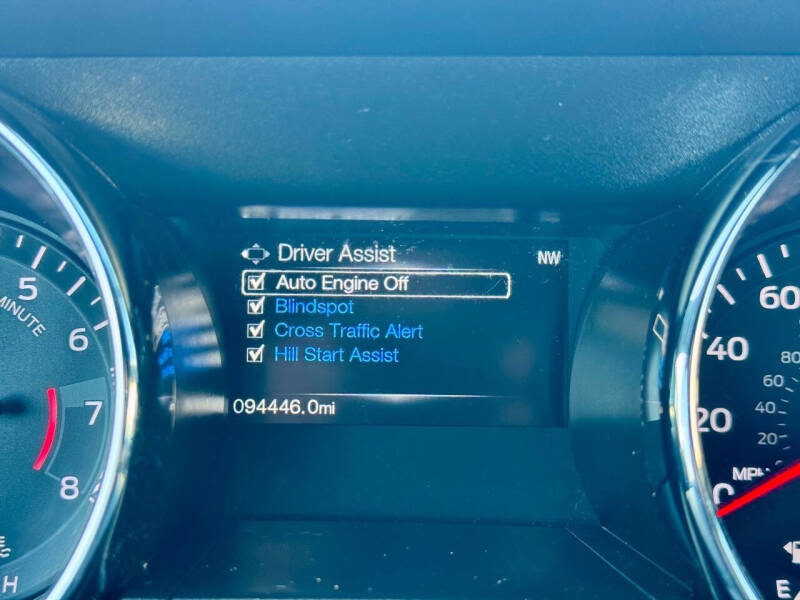 Driver Assist
NW
Auto Engine Off
Blindspot
Cross Traffic Alert
Hill Start Assist
094446.0mi
5
6
7
8
MINUTE
H
60
40
20
0
80
60
40
20
MPH
E